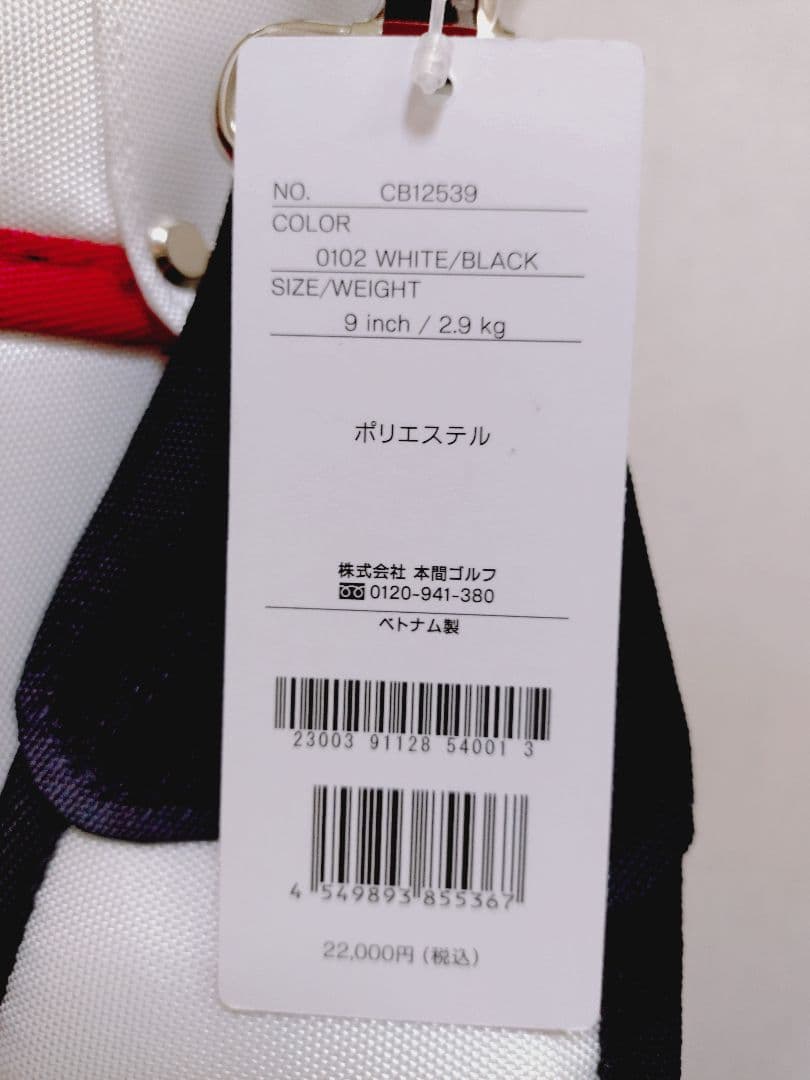 NO. CB12539
COLOR
0102 WHITE/BLACK
SIZE/WEIGHT
9 inch / 2.9 kg
ポリエステル
株式会社 本間ゴルフ
0120-941-380
ベトナム製
23003 91128 54001 3
4 549893 855367
22,000円 (税込)